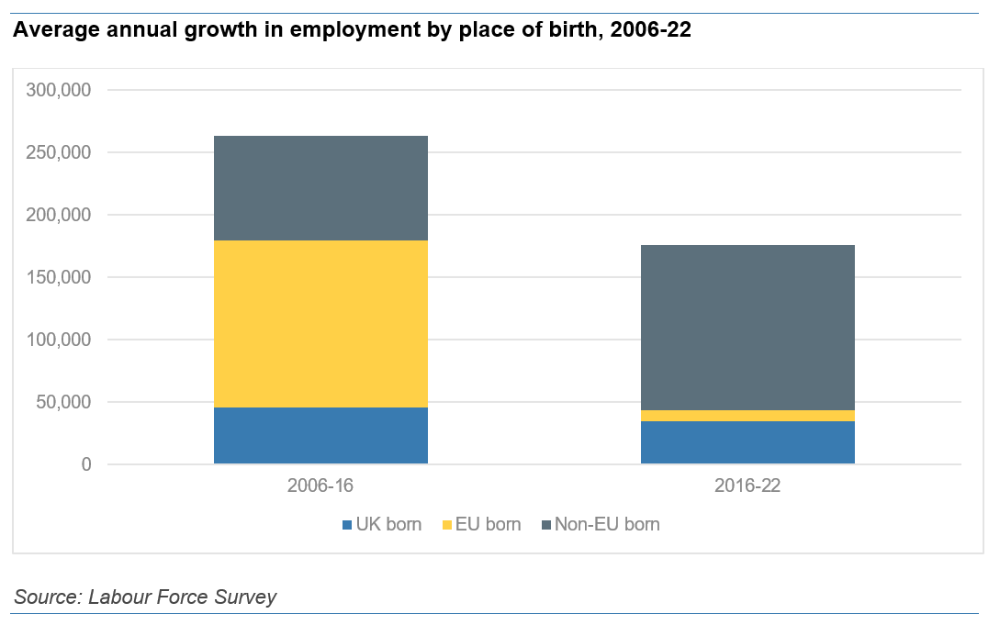 Average annual growth in employment by place of birth, 2006-22
300,000
250,000
200,000
150,000
100,000
50,000
0
2006-16 2016-22
UK born EU born Non-EU born
Source: Labour Force Survey